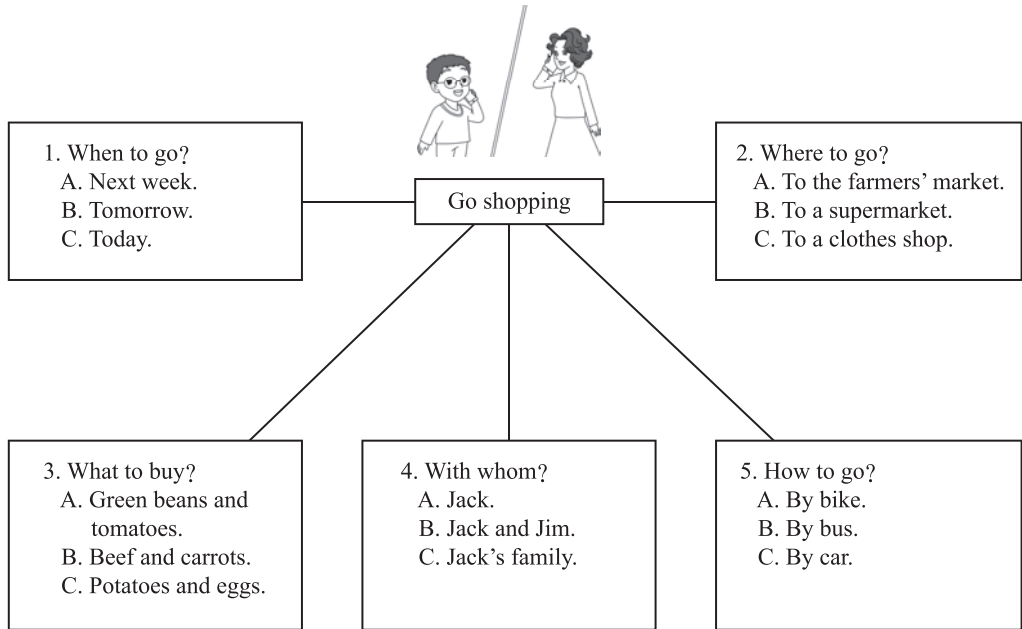 Go shopping
1. When to go?
A. Next week.
B. Tomorrow.
C. Today.
2. Where to go?
A. To the farmers’ market.
B. To a supermarket.
C. To a clothes shop.
3. What to buy?
A. Green beans and
tomatoes.
B. Beef and carrots.
C. Potatoes and eggs.
4. With whom?
A. Jack.
B. Jack and Jim.
C. Jack’s family.
5. How to go?
A. By bike.
B. By bus.
C. By car.